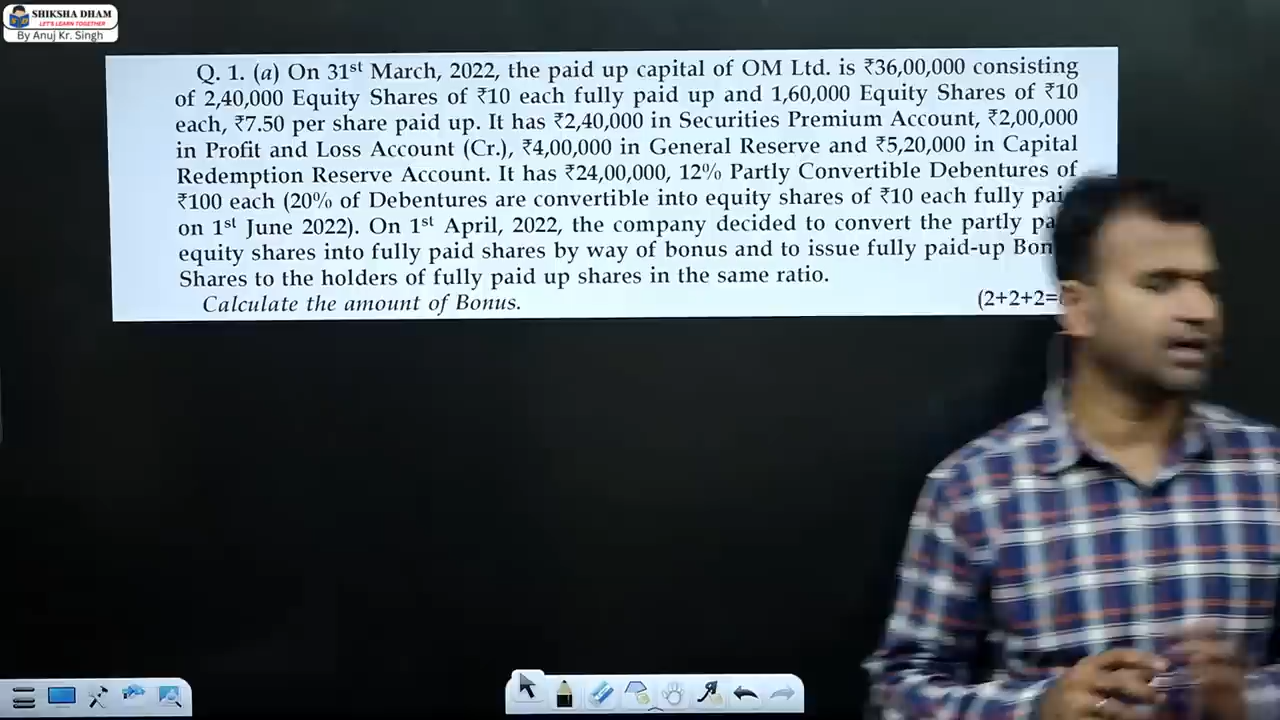 SHIKSHA DHAM
LET'S LEARN TOGETHER
By Anuj Kr. Singh
Q. 1. (a) On 31st March, 2022, the paid up capital of OM Ltd. is ₹36,00,000 consisting
of 2,40,000 Equity Shares of ₹10 each fully paid up and 1,60,000 Equity Shares of ₹10
each, ₹7.50 per share paid up. It has ₹2,40,000 in Securities Premium Account, ₹2,00,000
in Profit and Loss Account (Cr.), ₹4,00,000 in General Reserve and ₹5,20,000 in Capital
Redemption Reserve Account. It has ₹24,00,000, 12% Partly Convertible Debentures of
₹100 each (20% of Debentures are convertible into equity shares of ₹10 each fully pai
on 1st June 2022). On 1st April, 2022, the company decided to convert the partly pa
equity shares into fully paid shares by way of bonus and to issue fully paid-up Bon
Shares to the holders of fully paid up shares in the same ratio.
Calculate the amount of Bonus. (2+2+2=